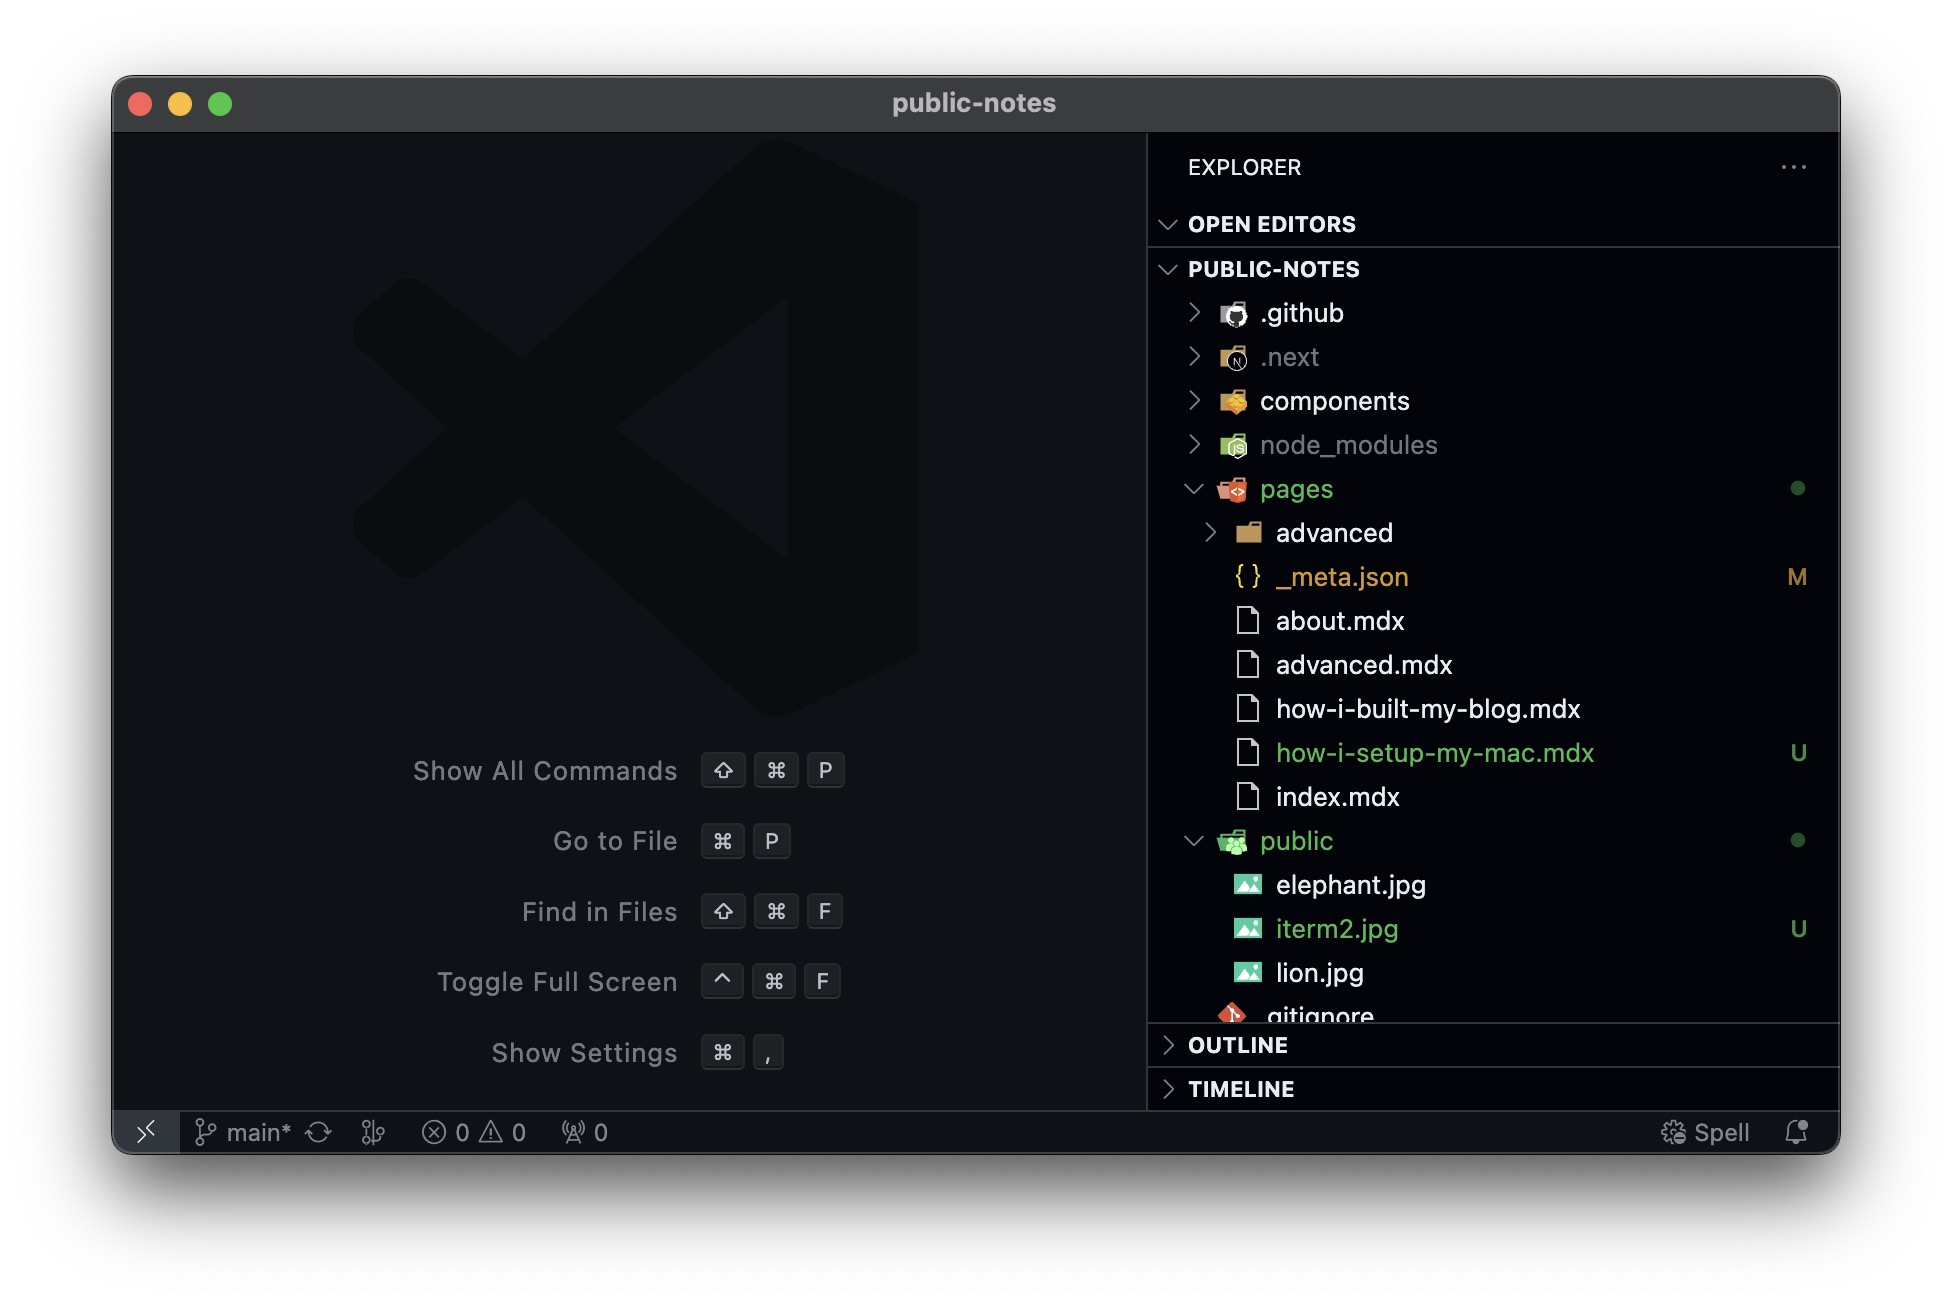 public-notes
Show All Commands ⇧ ⌘ P
Go to File ⌘ P
Find in Files ⇧ ⌘ F
Toggle Full Screen ^ ⌘ F
Show Settings ⌘ ,
EXPLORER ...
OPEN EDITORS
PUBLIC-NOTES
.github
.next
components
node_modules
pages
advanced
{ } _meta.json M
about.mdx
advanced.mdx
how-i-built-my-blog.mdx
how-i-setup-my-mac.mdx U
index.mdx
public
elephant.jpg
iterm2.jpg U
lion.jpg
.gitignore
OUTLINE
TIMELINE
main* 0 0 0 Spell